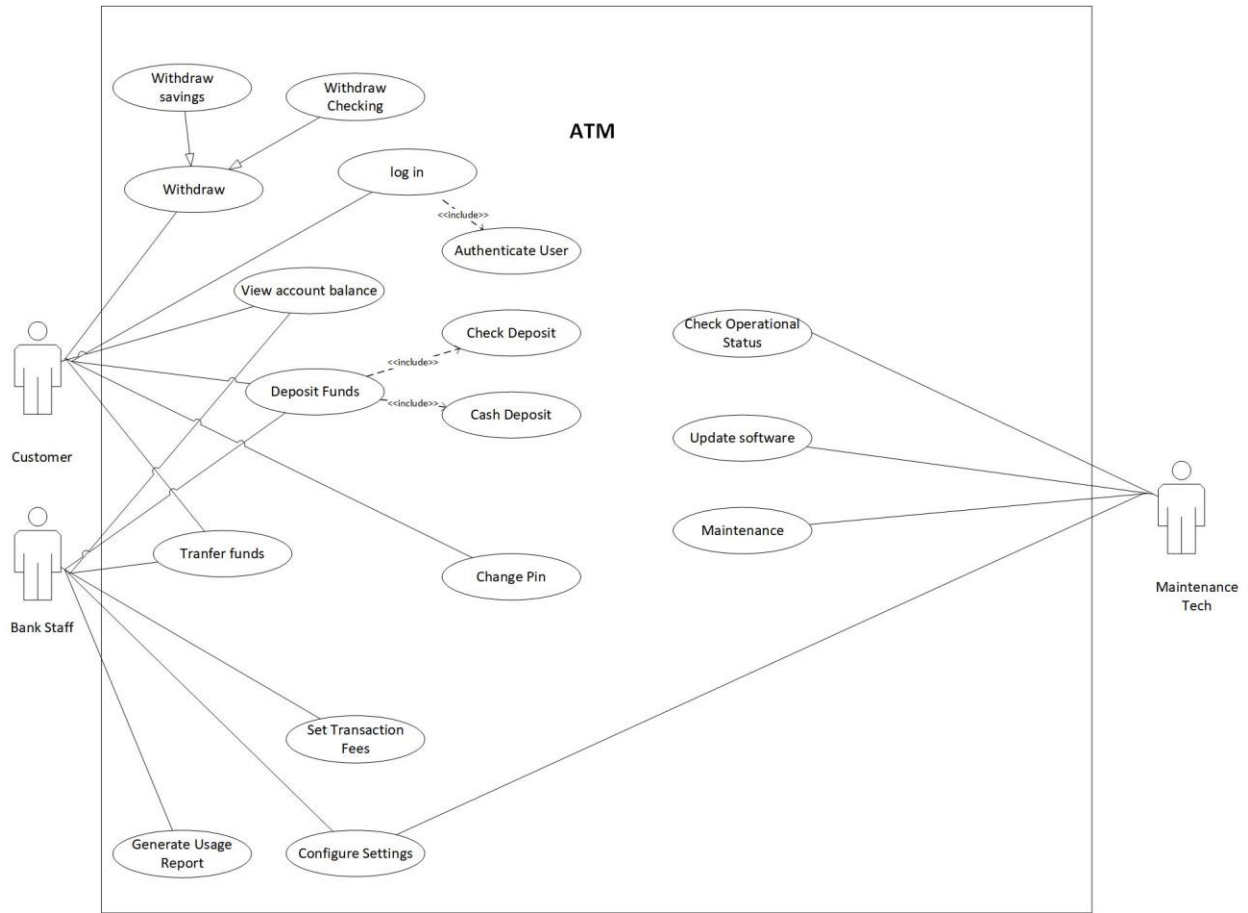 Withdraw
savings
Withdraw
Checking
ATM
log in
Withdraw
<<include>>
Authenticate User
View account balance
Check Deposit
Check Operational
Status
<<include>>
Deposit Funds
<<include>>
Cash Deposit
Update software
Customer
Maintenance
Tranfer funds
Change Pin
Maintenance
Tech
Bank Staff
Set Transaction
Fees
Generate Usage
Report
Configure Settings